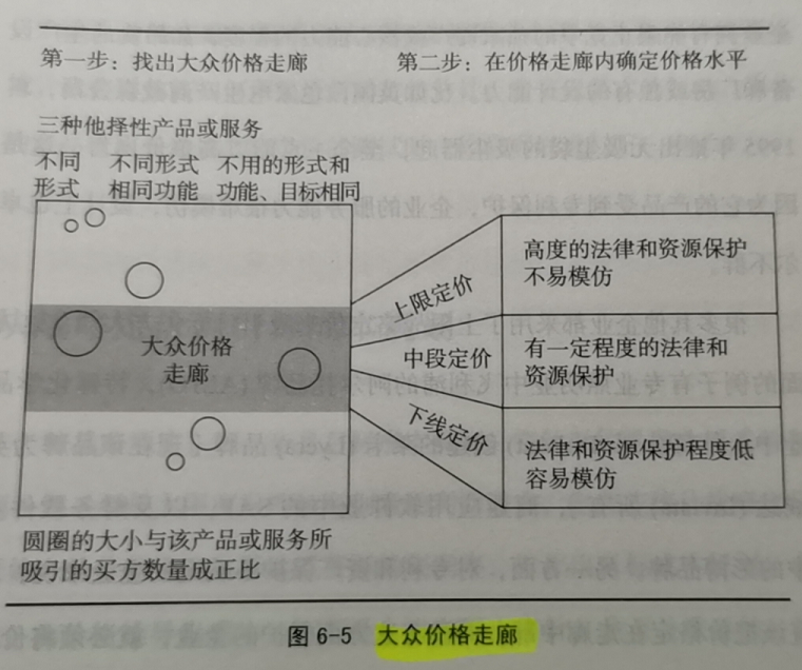 第一步：找出大众价格走廊
第二步：在价格走廊内确定价格水平
三种他择性产品或服务
不同
形式
不同形式
相同功能
不用的形式和
功能、目标相同
大众价格
走廊
上限定价
中段定价
下线定价
高度的法律和资源保护
不易模仿
有一定程度的法律和
资源保护
法律和资源保护程度低
容易模仿
圆圈的大小与该产品或服务所
吸引的买方数量成正比
图 6-5 大众价格走廊